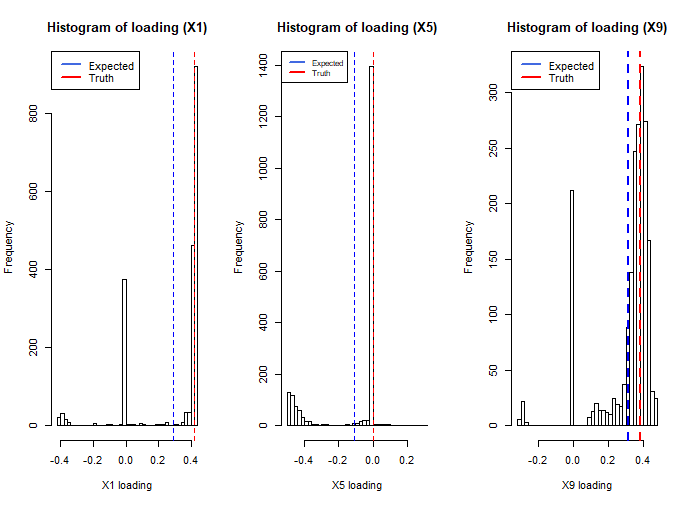 Histogram of loading (X1)
Expected
Truth
Frequency
0
200
400
600
800
-0.4
-0.2
0.0
0.2
0.4
X1 loading
Histogram of loading (X5)
Expected
Truth
Frequency
0
200
400
600
800
1000
1200
1400
-0.4
-0.2
0.0
0.2
X5 loading
Histogram of loading (X9)
Expected
Truth
Frequency
0
50
100
150
200
250
300
-0.2
0.0
0.2
0.4
X9 loading